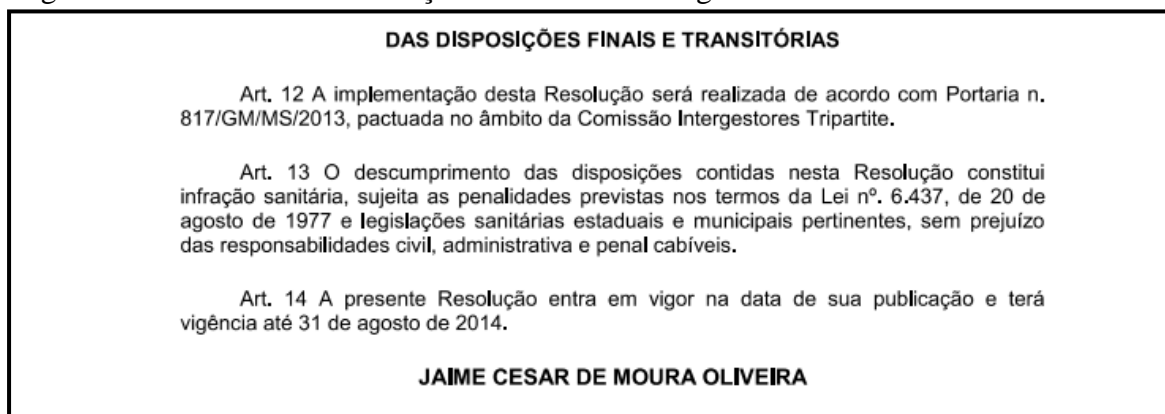 DAS DISPOSIÇÕES FINAIS E TRANSITÓRIAS
Art. 12 A implementação desta Resolução será realizada de acordo com Portaria n.
817/GM/MS/2013, pactuada no âmbito da Comissão Intergestores Tripartite.
Art. 13 O descumprimento das disposições contidas nesta Resolução constitui
infração sanitária, sujeita as penalidades previstas nos termos da Lei nº. 6.437, de 20 de
agosto de 1977 e legislações sanitárias estaduais e municipais pertinentes, sem prejuízo
das responsabilidades civil, administrativa e penal cabíveis.
Art. 14 A presente Resolução entra em vigor na data de sua publicação e terá
vigência até 31 de agosto de 2014.
JAIME CESAR DE MOURA OLIVEIRA